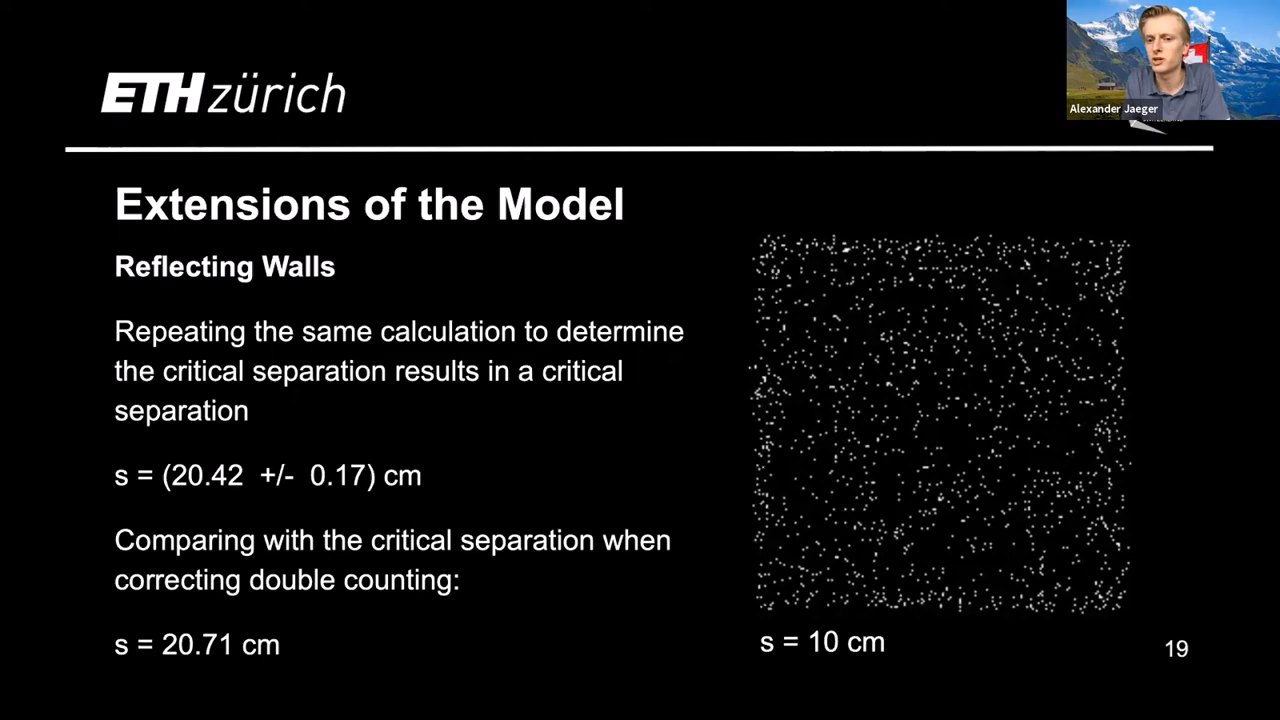 ETH zürich
Alexander Jaeger
Extensions of the Model
Reflecting Walls
Repeating the same calculation to determine
the critical separation results in a critical
separation
s = (20.42 +/- 0.17) cm
Comparing with the critical separation when
correcting double counting:
s = 20.71 cm
s = 10 cm
19